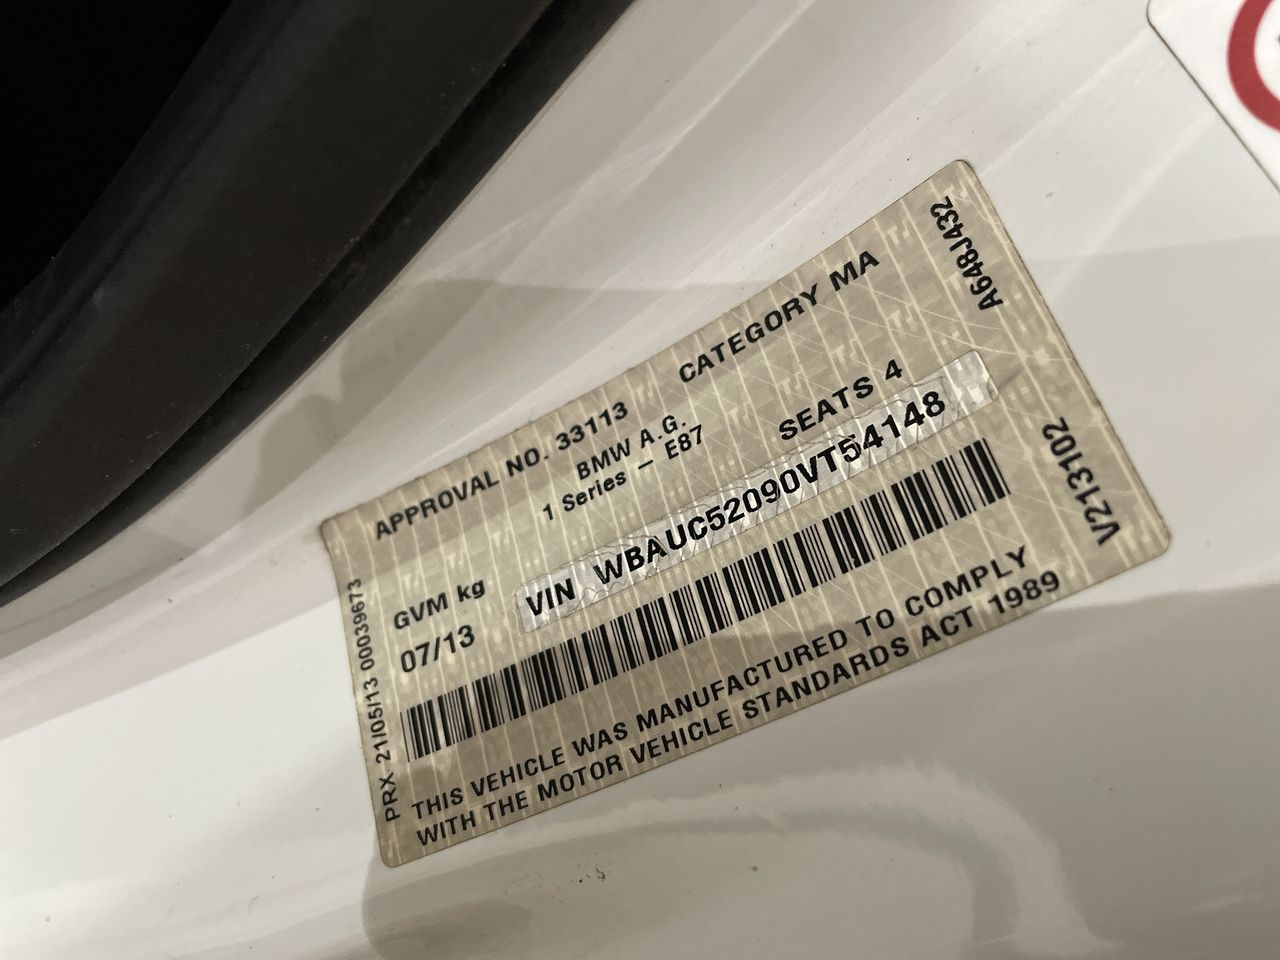 APPROVAL NO. 33113 CATEGORY MA
BMW A.G.
1 Series - E87 SEATS 4
GVM kg
07/13
VIN WBAUC52090VT54148
THIS VEHICLE WAS MANUFACTURED TO COMPLY
WITH THE MOTOR VEHICLE STANDARDS ACT 1989
PRX 21/05/13 00039673
A648J432
V213102